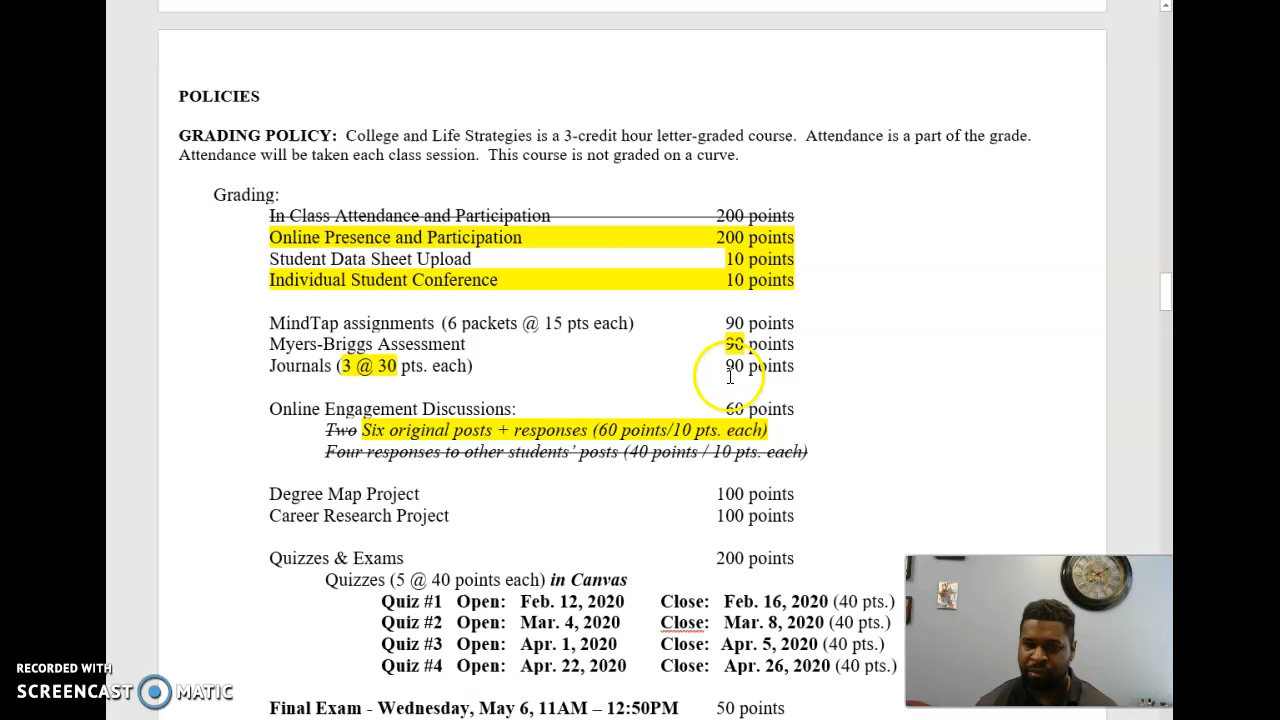 POLICIES
GRADING POLICY: College and Life Strategies is a 3-credit hour letter-graded course. Attendance is a part of the grade.
Attendance will be taken each class session. This course is not graded on a curve.
Grading:
In Class Attendance and Participation 200 points
Online Presence and Participation 200 points
Student Data Sheet Upload 10 points
Individual Student Conference 10 points
MindTap assignments (6 packets @ 15 pts each) 90 points
Myers-Briggs Assessment 90 points
Journals (3 @ 30 pts. each) 90 points
Online Engagement Discussions: 60 points
Two Six original posts + responses (60 points/10 pts. each)
Four responses to other students' posts (40 points / 10 pts. each)
Degree Map Project 100 points
Career Research Project 100 points
Quizzes & Exams 200 points
Quizzes (5 @ 40 points each) in Canvas
Quiz #1 Open: Feb. 12, 2020 Close: Feb. 16, 2020 (40 pts.)
Quiz #2 Open: Mar. 4, 2020 Close: Mar. 8, 2020 (40 pts.)
Quiz #3 Open: Apr. 1, 2020 Close: Apr. 5, 2020 (40 pts.)
Quiz #4 Open: Apr. 22, 2020 Close: Apr. 26, 2020 (40 pts.)
Final Exam - Wednesday, May 6, 11AM – 12:50PM 50 points
RECORDED WITH
SCREENCAST MATIC